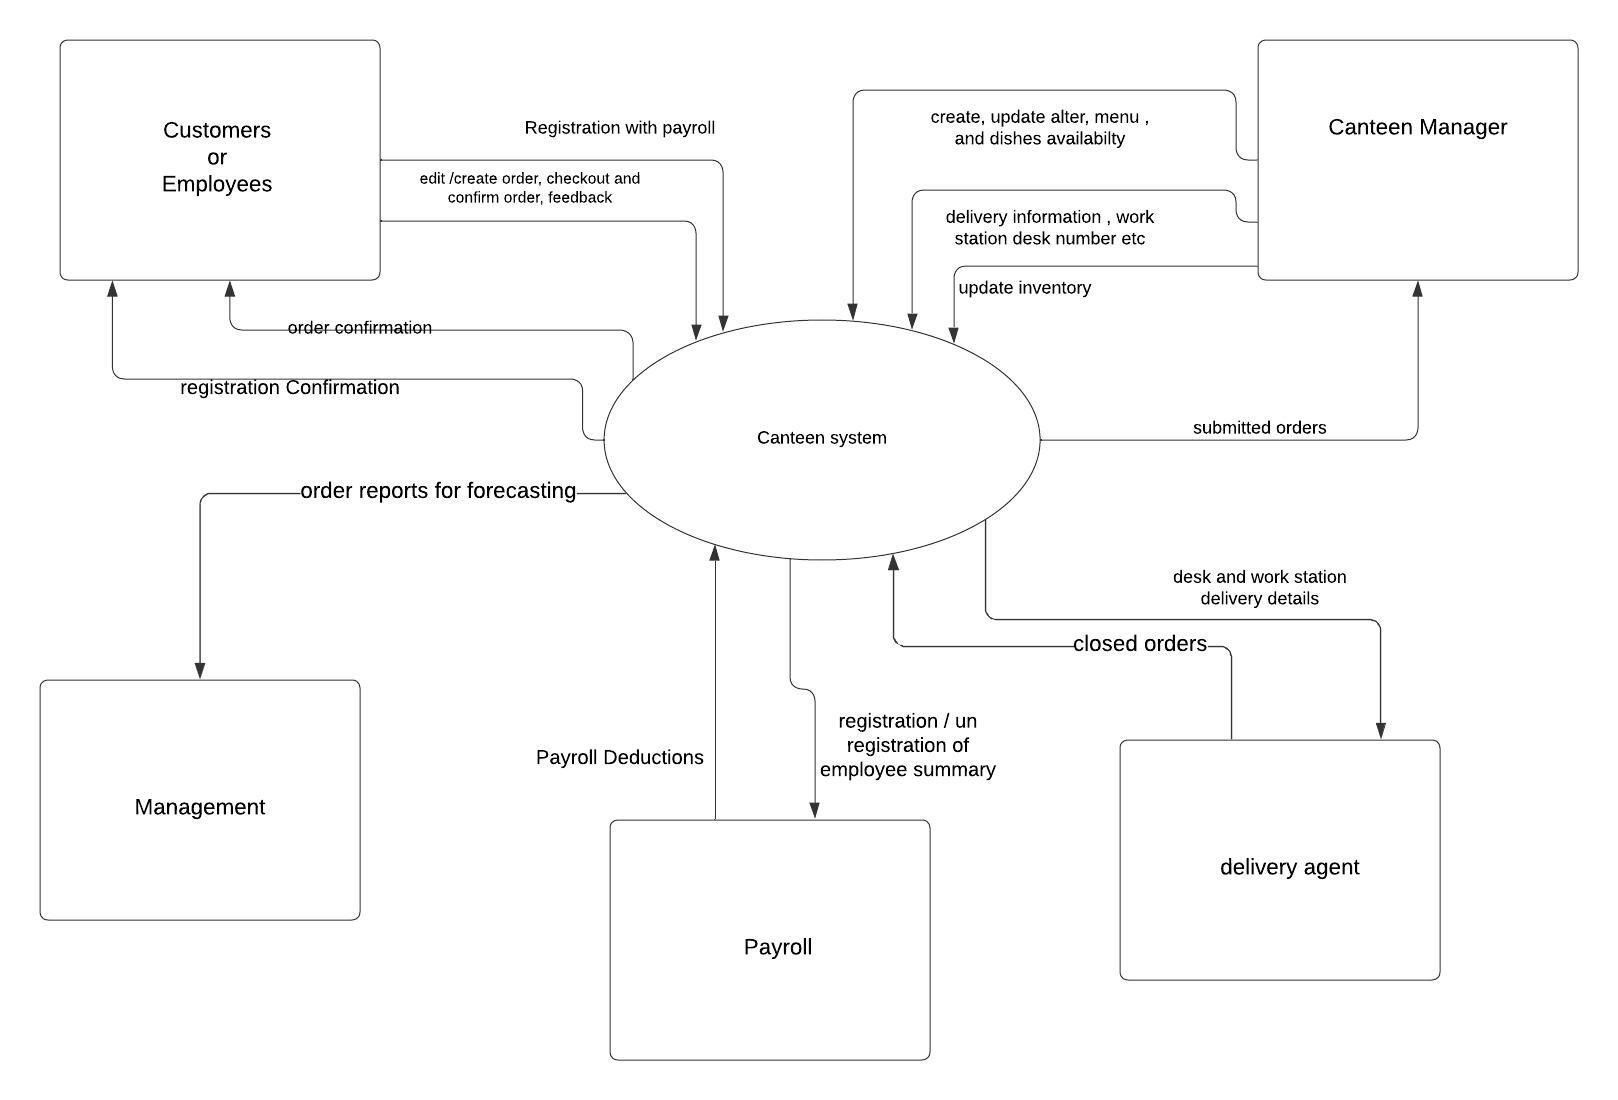 Customers
or
Employees
Registration with payroll
edit /create order, checkout and
confirm order, feedback
create, update alter, menu ,
and dishes availabilty
Canteen Manager
delivery information , work
station desk number etc
update inventory
order confirmation
registration Confirmation
Canteen system
submitted orders
order reports for forecasting
desk and work station
delivery details
closed orders
Payroll Deductions
registration / un
registration of
employee summary
Management
delivery agent
Payroll